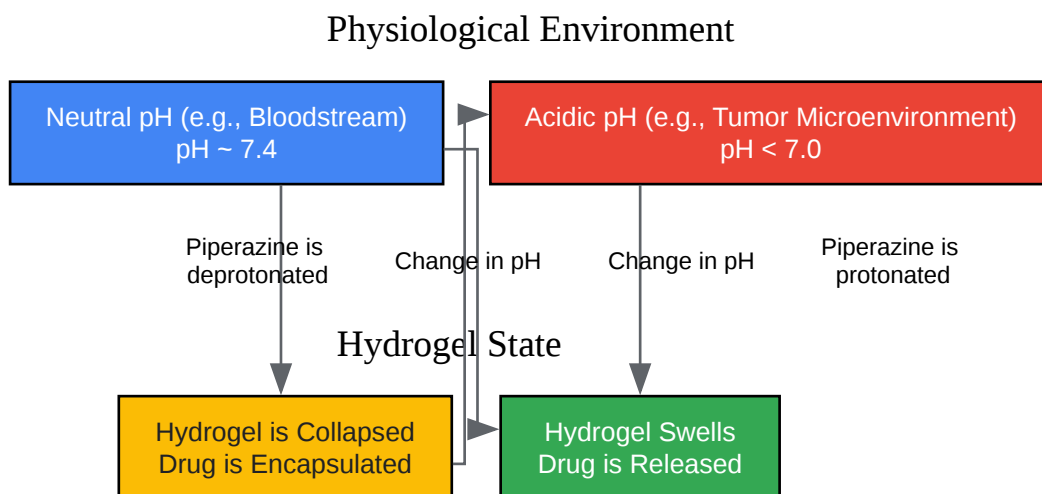 Physiological Environment
Neutral pH (e.g., Bloodstream)
pH ~ 7.4
Acidic pH (e.g., Tumor Microenvironment)
pH < 7.0
Piperazine is
deprotonated
Change in pH
Change in pH
Piperazine is
protonated
Hydrogel State
Hydrogel is Collapsed
Drug is Encapsulated
Hydrogel Swells
Drug is Released